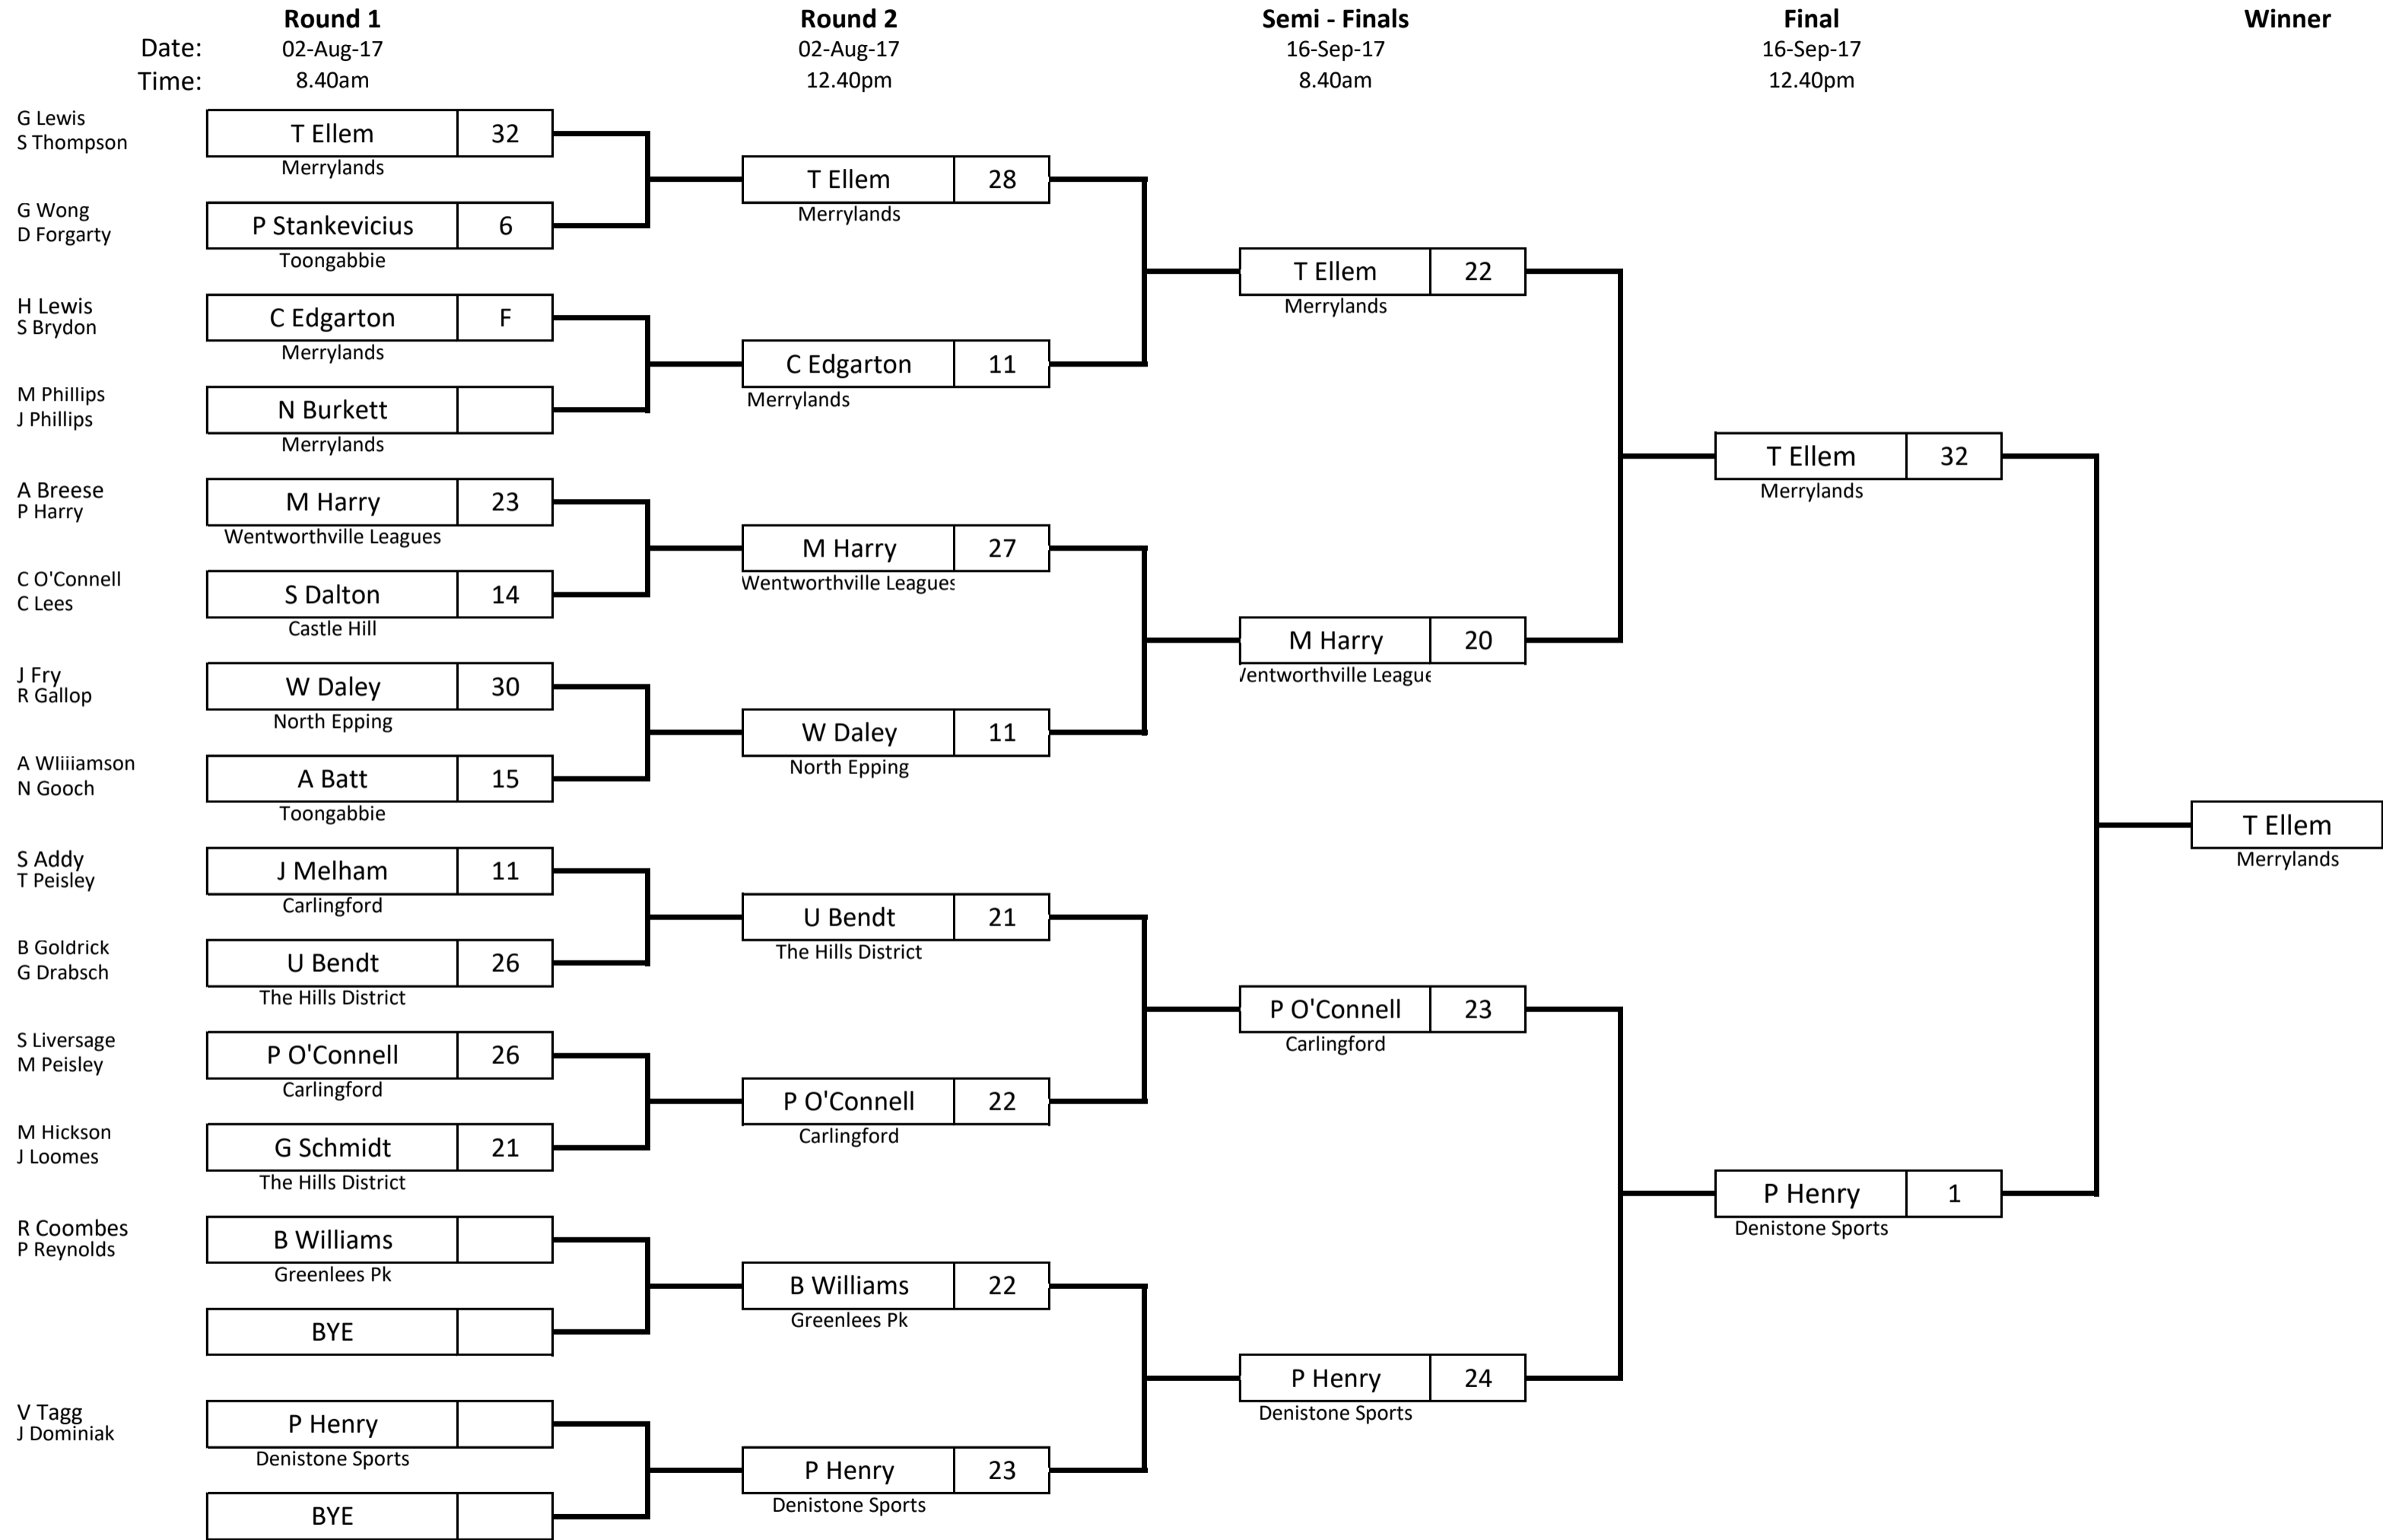 Round 1
Round 2
Semi - Finals
Final
Winner
Date:
02-Aug-17
02-Aug-17
16-Sep-17
16-Sep-17
Time:
8.40am
12.40pm
8.40am
12.40pm
G Lewis
S Thompson
T Ellem
32
Merrylands
G Wong
D Forgarty
P Stankevicius
6
Toongabbie
H Lewis
S Brydon
C Edgarton
F
Merrylands
M Phillips
J Phillips
N Burkett
Merrylands
A Breese
P Harry
M Harry
23
Wentworthville Leagues
C O'Connell
C Lees
S Dalton
14
Castle Hill
J Fry
R Gallop
W Daley
30
North Epping
A Wliiiamson
N Gooch
A Batt
15
Toongabbie
S Addy
T Peisley
J Melham
11
Carlingford
B Goldrick
G Drabsch
U Bendt
26
The Hills District
S Liversage
M Peisley
P O'Connell
26
Carlingford
M Hickson
J Loomes
G Schmidt
21
The Hills District
R Coombes
P Reynolds
B Williams
Greenlees Pk
BYE
V Tagg
J Dominiak
P Henry
Denistone Sports
BYE
T Ellem
28
Merrylands
C Edgarton
11
Merrylands
M Harry
27
Wentworthville Leagues
W Daley
11
North Epping
U Bendt
21
The Hills District
P O'Connell
22
Carlingford
B Williams
22
Greenlees Pk
P Henry
23
Denistone Sports
T Ellem
22
Merrylands
M Harry
20
Wentworthville League
P O'Connell
23
Carlingford
P Henry
24
Denistone Sports
T Ellem
32
Merrylands
P Henry
1
Denistone Sports
T Ellem
Merrylands